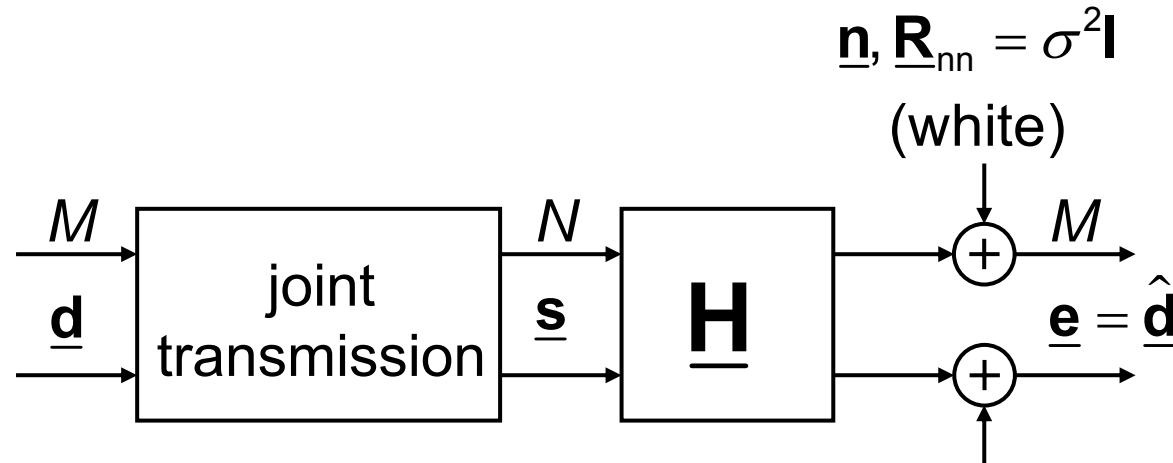 n, R_nn = σ²I
(white)
M
N
M
joint
transmission
d
s
H
+
+
e = d̂